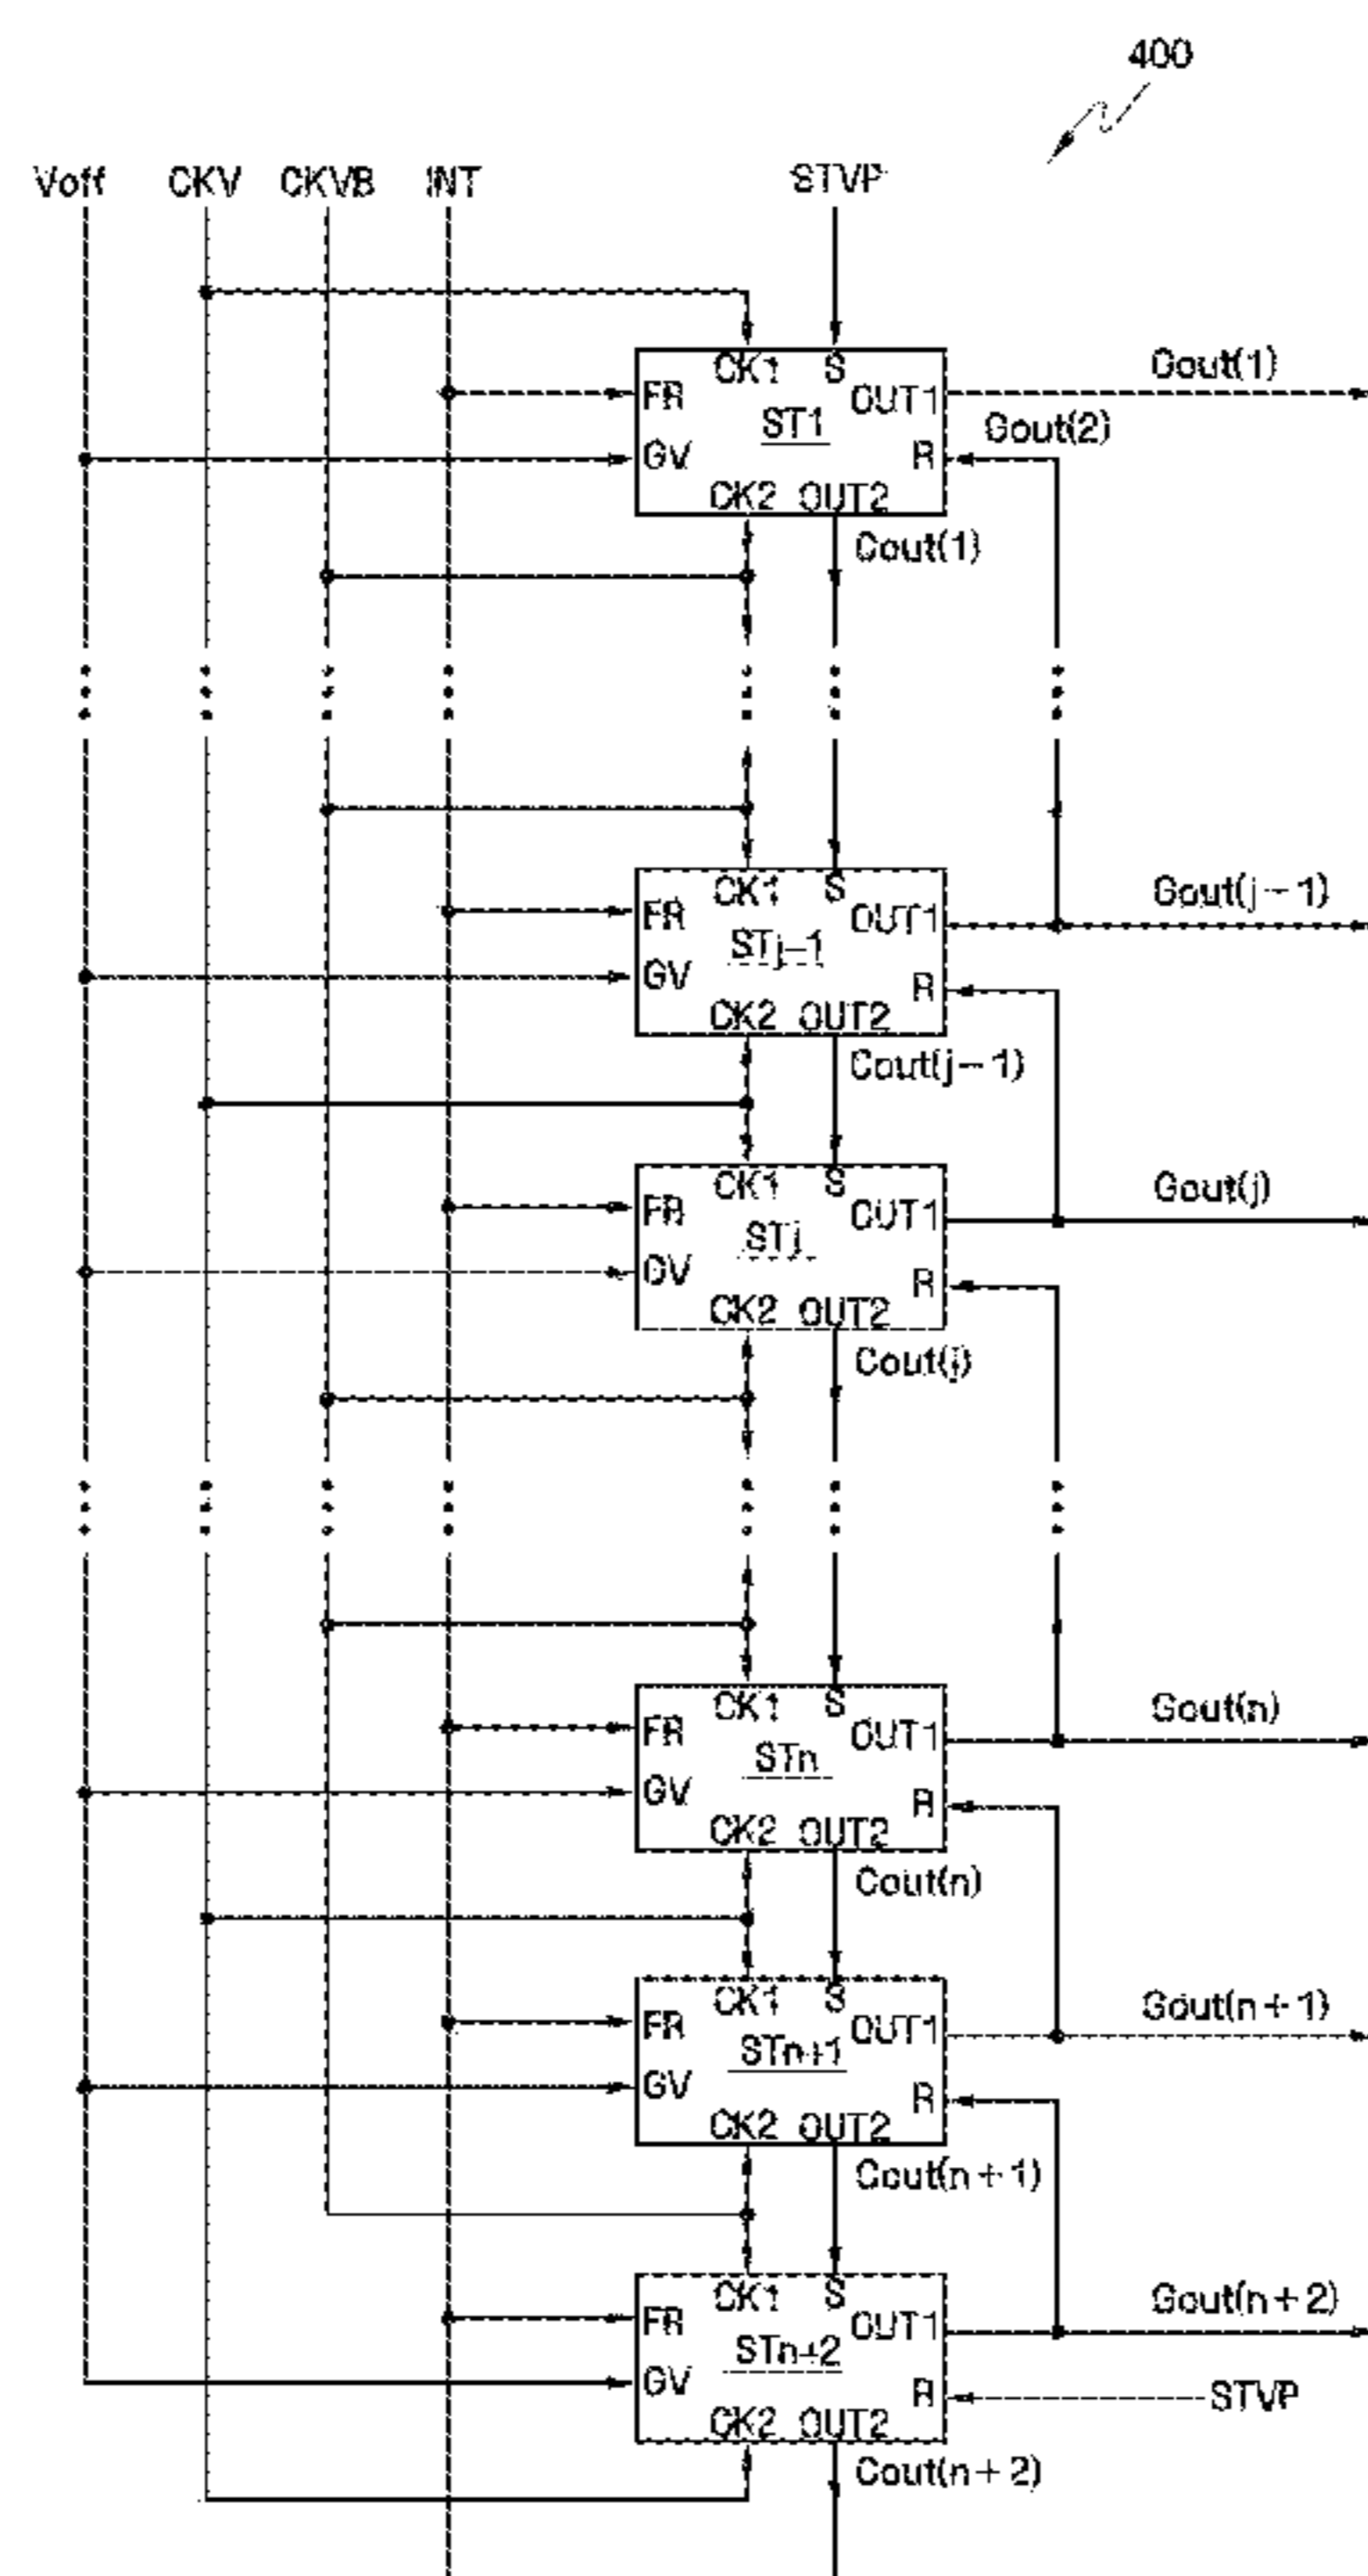 400
Voff CKV CKVB INT STVP
CK1 S
FR OUT1 Gout(1)
ST1 Gout(2)
GV R
CK2 OUT2
Cout(1)
CK1 S
FR OUT1 Gout(j-1)
STj-1
GV R
CK2 OUT2
Cout(j-1)
CK1 S
FR OUT1 Gout(j)
STj
GV R
CK2 OUT2
Cout(j)
CK1 S
FR OUT1 Gout(n)
STn
GV R
CK2 OUT2
Cout(n)
CK1 S
FR OUT1 Gout(n+1)
STn+1
GV R
CK2 OUT2
Cout(n+1)
CK1 S
FR OUT1 Gout(n+2)
STn+2
GV R STVP
CK2 OUT2
Cout(n+2)